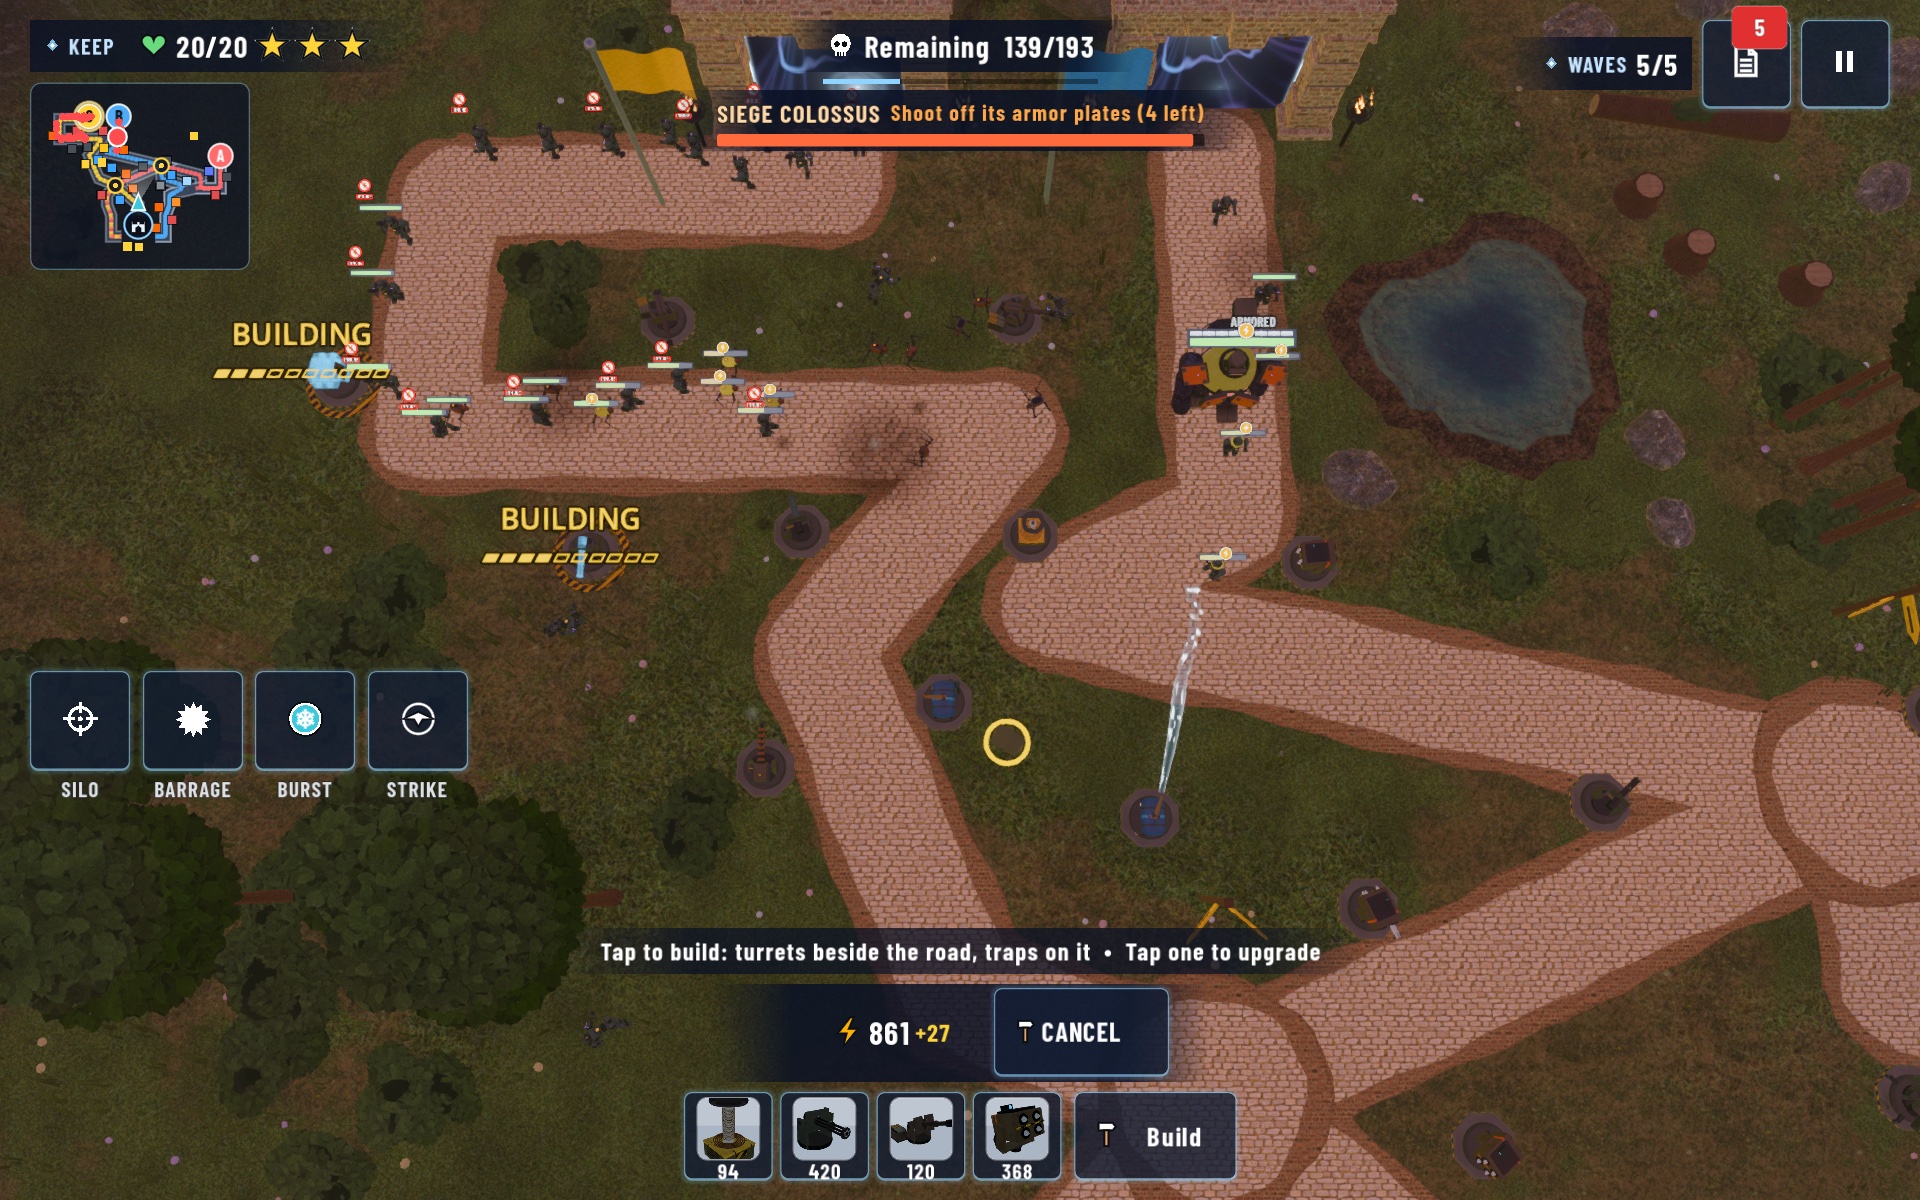 KEEP 20/20
Remaining 139/193
WAVES 5/5
5
SIEGE COLOSSUS Shoot off its armor plates (4 left)
A
ARMORED
BUILDING
BUILDING
SILO
BARRAGE
BURST
STRIKE
Tap to build: turrets beside the road, traps on it • Tap one to upgrade
861 +27
CANCEL
94
420
120
368
Build